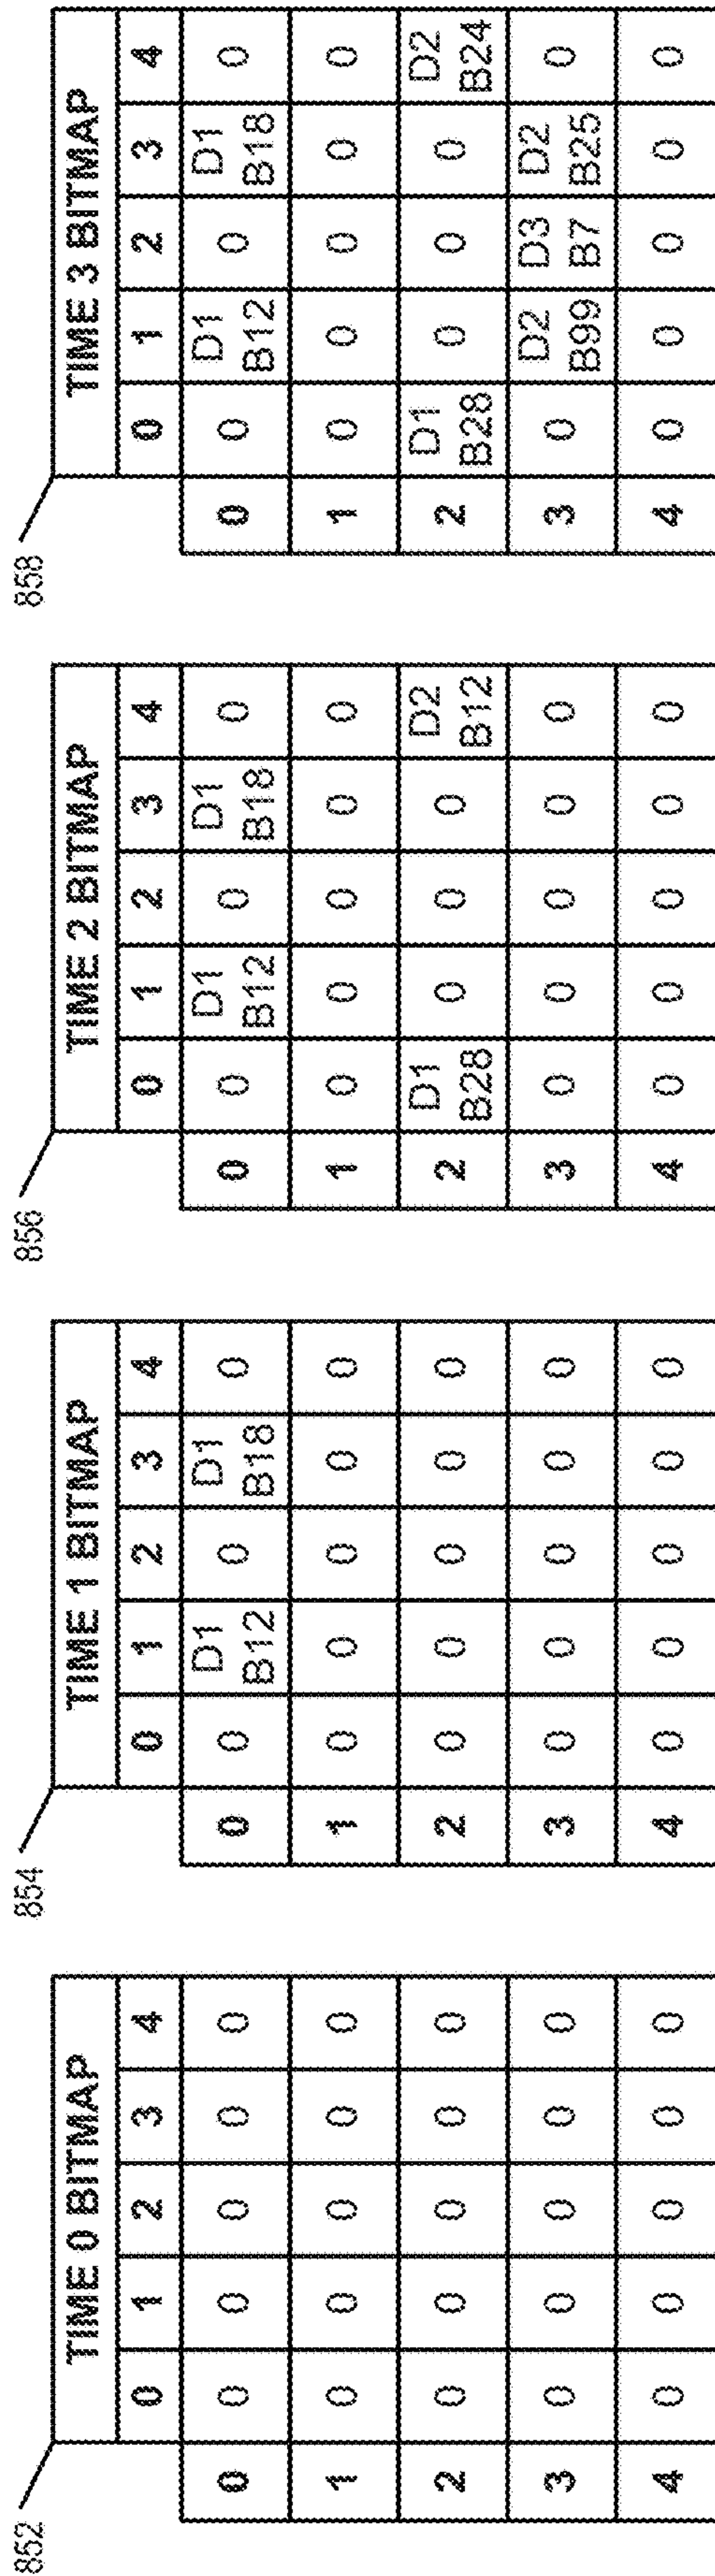 852
TIME 0 BITMAP
0 1 2 3 4
0 0 0 0 0 0
1 0 0 0 0 0
2 0 0 0 0 0
3 0 0 0 0 0
4 0 0 0 0 0
854
TIME 1 BITMAP
0 1 2 3 4
0 0 D1 B12 0 D1 B18 0
1 0 0 0 0 0
2 0 0 0 0 0
3 0 0 0 0 0
4 0 0 0 0 0
856
TIME 2 BITMAP
0 1 2 3 4
0 0 D1 B12 0 D1 B18 0
1 0 0 0 0 0
2 D1 B28 0 0 0 D2 B12
3 0 0 0 0 0
4 0 0 0 0 0
858
TIME 3 BITMAP
0 1 2 3 4
0 0 D1 B12 0 D1 B18 0
1 0 0 0 0 0
2 D1 B28 0 0 0 D2 B24
3 0 D2 B99 D3 B7 D2 B25 0
4 0 0 0 0 0